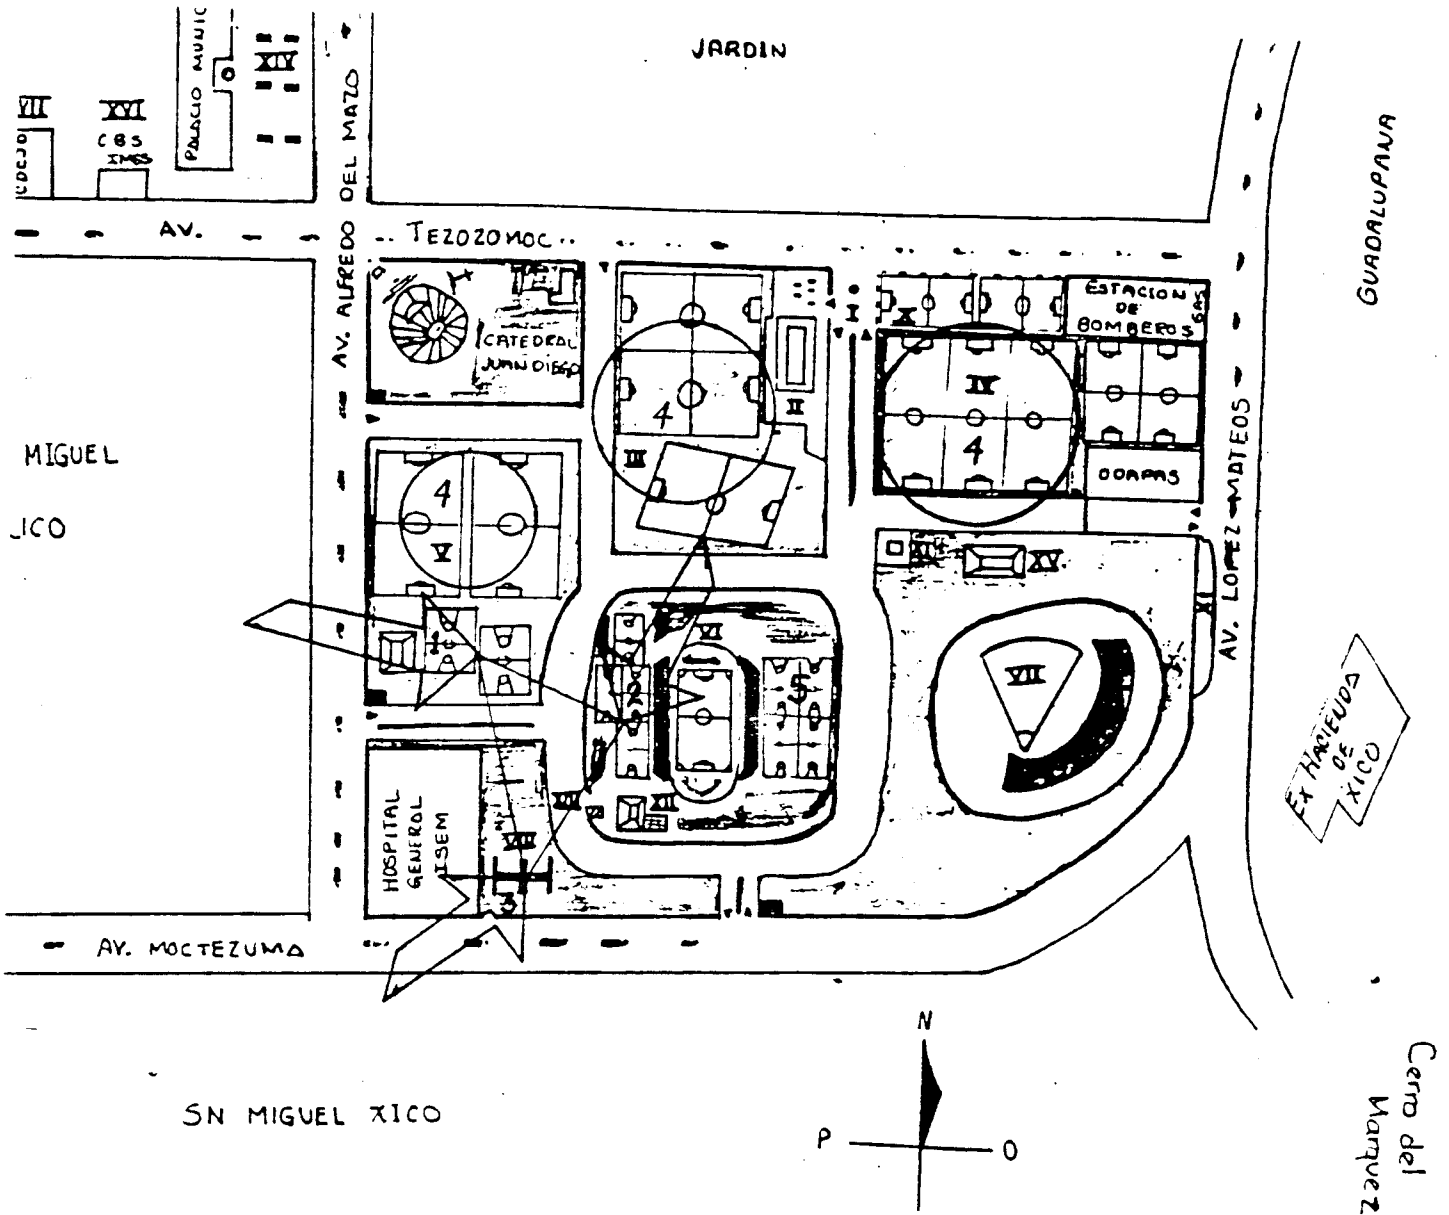 JARDIN
PALACIO MUNIC
XIV
VII
XVI
CBS
IMSS
AV. ALFREDO DEL MAZO
GUADALUPANA
AV.
TEZOZOMOC
I
CATEDRAL
JUAN DIEGO
II
III
4
I
X
ESTACION
DE
BOMBEROS
GAS
IV
4
ODAPAS
MIGUEL
ICO
4
V
XV
AV. LOPEZ MATEOS
XI
1
VI
2
5
VII
EX HACIENDA
DE
XICO
HOSPITAL
GENERAL
ISEM
XII
VIII
3
AV. MOCTEZUMA
N
P
O
SN MIGUEL XICO
Cerro del
Marquez